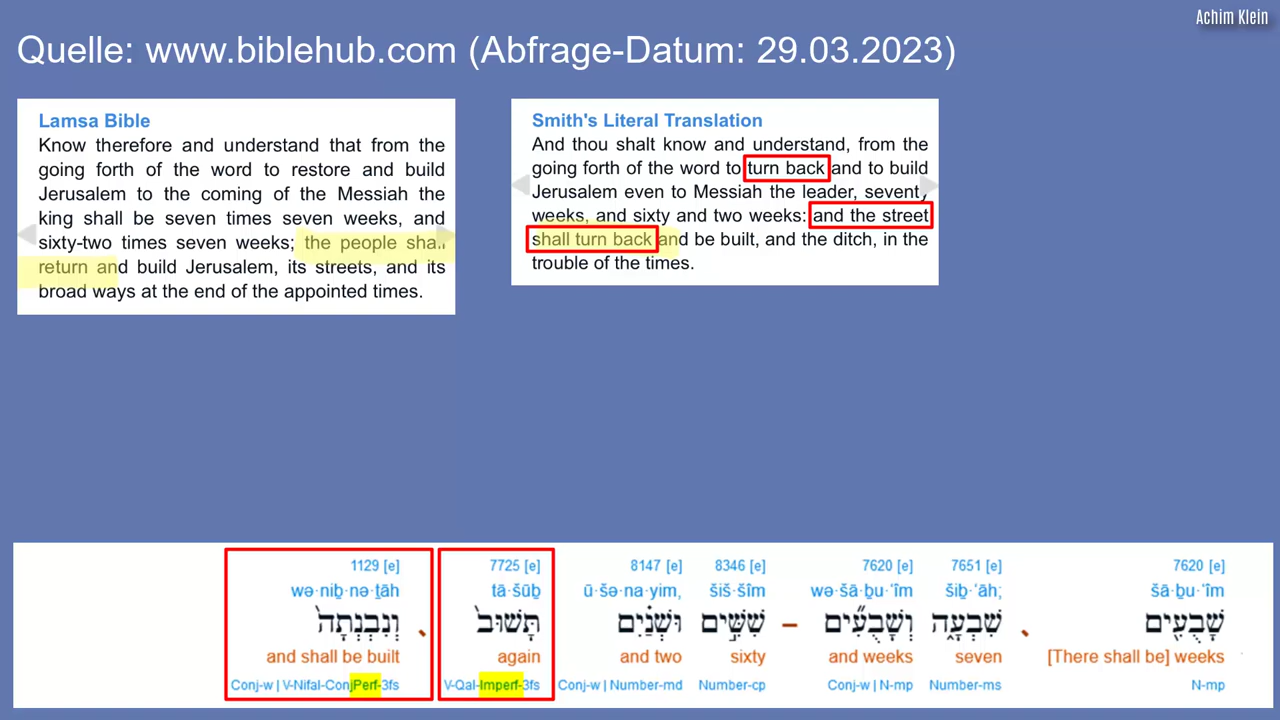 Achim Klein
Quelle: www.biblehub.com (Abfrage-Datum: 29.03.2023)
Lamsa Bible
Know therefore and understand that from the
going forth of the word to restore and build
Jerusalem to the coming of the Messiah the
king shall be seven times seven weeks, and
sixty-two times seven weeks; the people shall
return and build Jerusalem, its streets, and its
broad ways at the end of the appointed times.
Smith's Literal Translation
And thou shalt know and understand, from the
going forth of the word to turn back and to build
Jerusalem even to Messiah the leader, seventy
weeks, and sixty and two weeks: and the street
shall turn back and be built, and the ditch, in the
trouble of the times.
1129 [e] 7725 [e] 8147 [e] 8346 [e] 7620 [e] 7651 [e] 7620 [e]
wə·niḇ·nə·ṯāh tā·šūḇ ū·šə·na·yim, šiš·šîm wə·šā·ḇu·‘îm šiḇ·‘āh; šā·ḇu·‘îm
שָׁבֻעִ֖ים שִׁבְעָ֑ה וְשָׁבֻעִ֞ים – שִׁשִּׁ֣ים וּשְׁנַ֗יִם תָּשׁוּב֙ וְנִבְנְתָה֙
and shall be built again and two sixty and weeks seven [There shall be] weeks
Conj-w | V-Nifal-ConjPerf-3fs V-Qal-Imperf-3fs Conj-w | Number-md Number-cp Conj-w | N-mp Number-ms N-mp